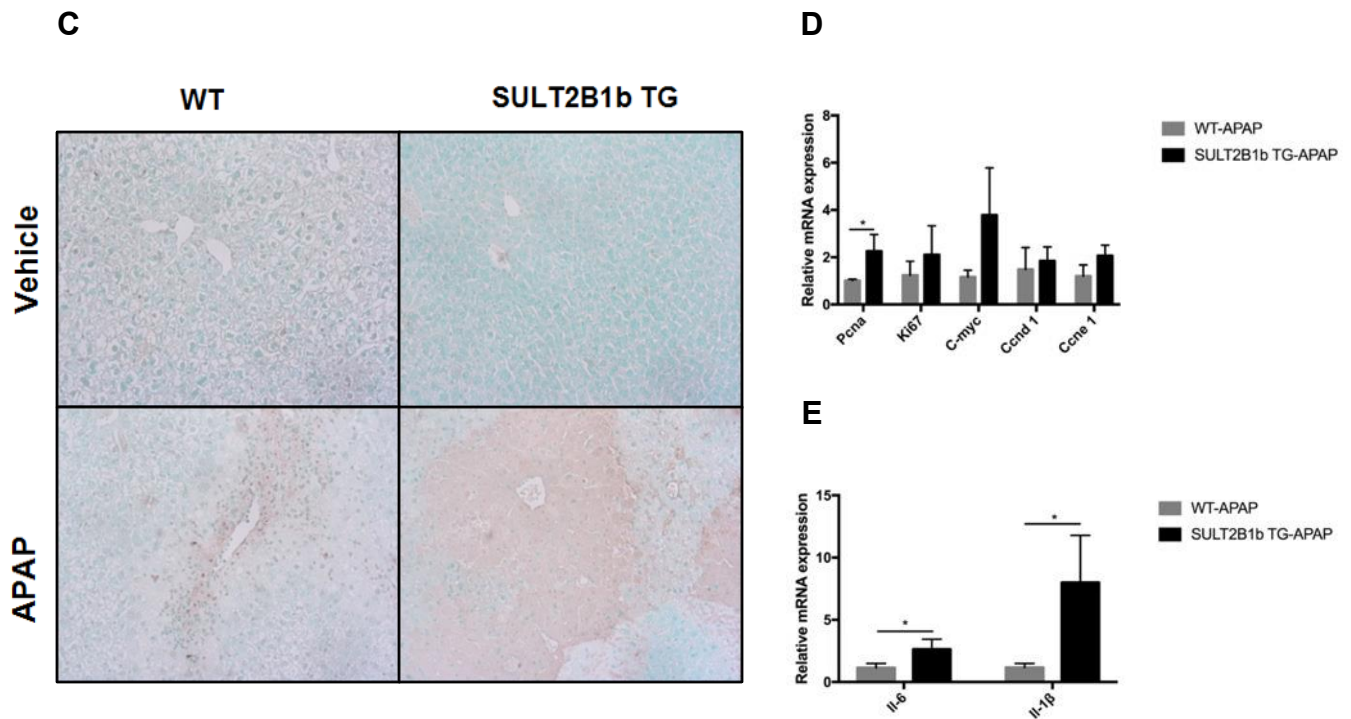 C
WT
SULT2B1b TG
Vehicle
APAP
D
Relative mRNA expression
8
6
4
2
0
*
Pcna
Ki67
C-myc
Ccnd 1
Ccne 1
WT-APAP
SULT2B1b TG-APAP
E
Relative mRNA expression
15
10
5
0
*
*
Il-6
Il-1β
WT-APAP
SULT2B1b TG-APAP